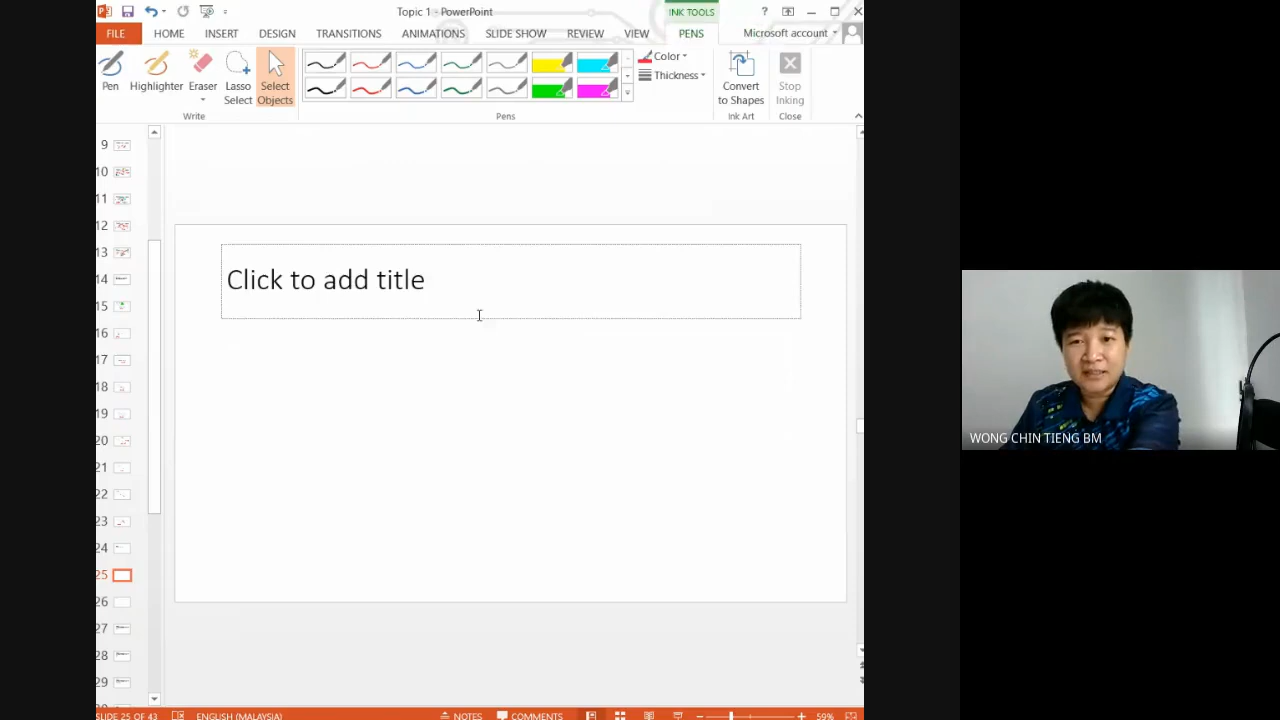 Topic 1 - PowerPoint
INK TOOLS
?
FILE
HOME
INSERT
DESIGN
TRANSITIONS
ANIMATIONS
SLIDE SHOW
REVIEW
VIEW
PENS
Microsoft account
Pen
Highlighter
Eraser
Lasso
Select
Select
Objects
Color
Thickness
Convert
to Shapes
Stop
Inking
Write
Pens
Ink Art
Close
9
10
11
12
13
14
15
16
17
18
19
20
21
22
23
24
25
26
27
28
29
Click to add title
WONG CHIN TIENG BM
SLIDE 25 OF 43
ENGLISH (MALAYSIA)
NOTES
COMMENTS
59%